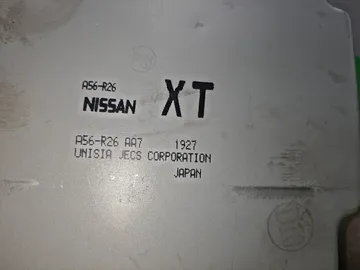 A56-R26
NISSAN XT
A56-R26 AA7 1927
UNISIA JECS CORPORATION
JAPAN